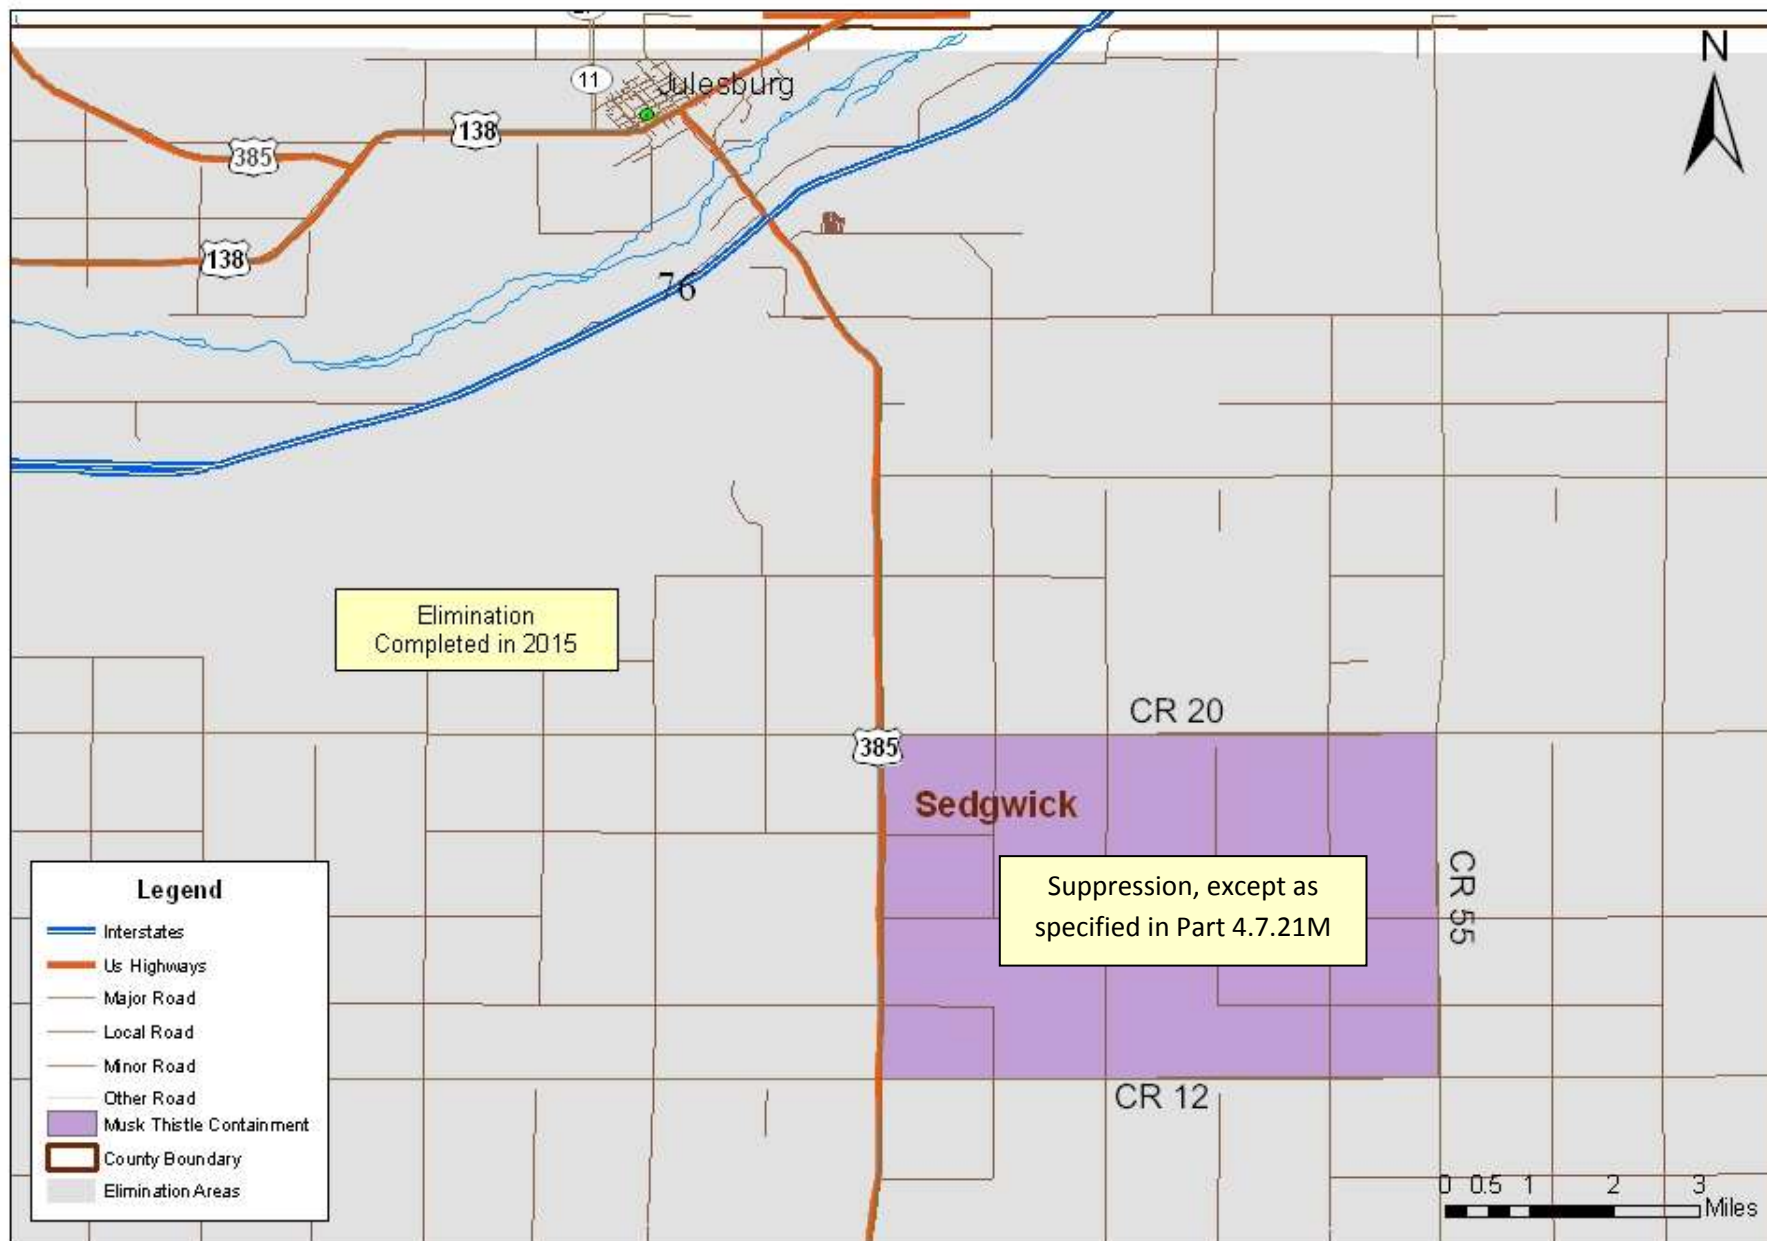 N
11
Julesburg
138
385
138
76
Elimination
Completed in 2015
CR 20
385
Sedgwick
Suppression, except as
specified in Part 4.7.21M
CR 55
CR 12
Legend
Interstates
Us Highways
Major Road
Local Road
Minor Road
Other Road
Musk Thistle Containment
County Boundary
Elimination Areas
0 0.5 1 2 3
Miles